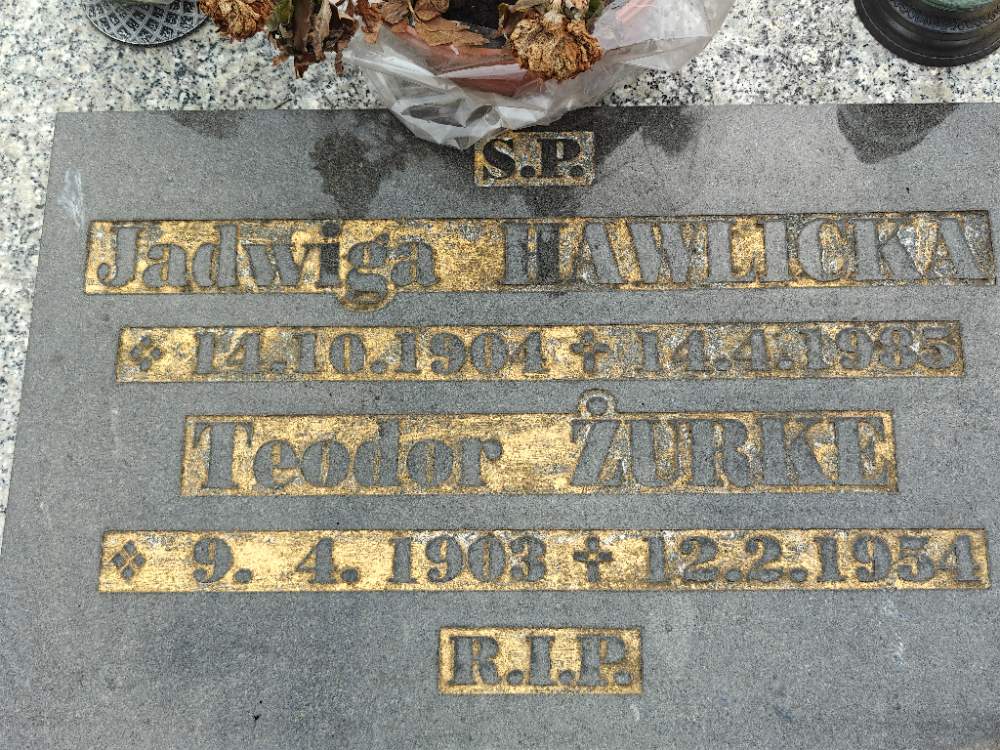 S.P.
Jadwiga HAWLICKA
14.10.1904 14.4.1985
Teodor ŻURKE
9. 4. 1903 12.2.1954
R.I.P.